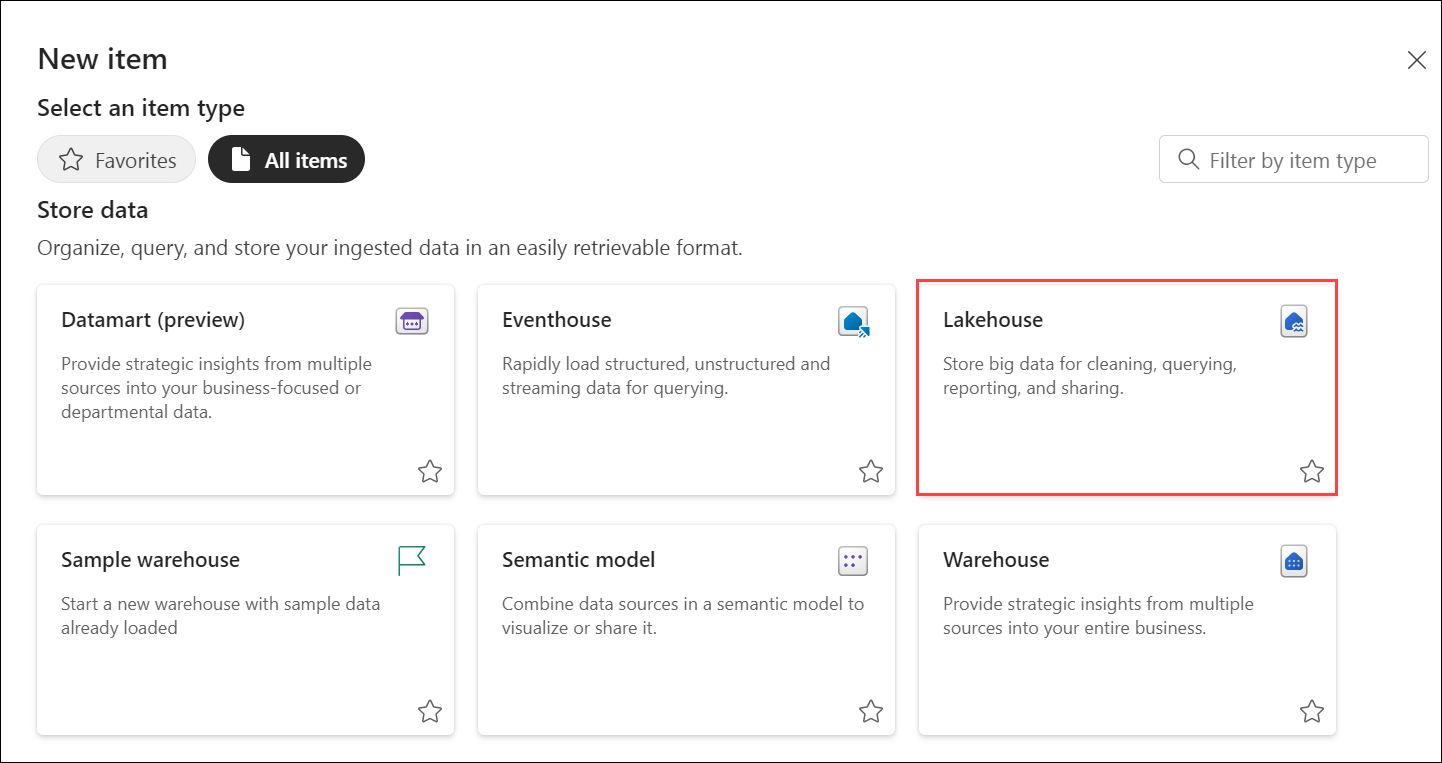 New item
Select an item type
Favorites
All items
Filter by item type
Store data
Organize, query, and store your ingested data in an easily retrievable format.
Datamart (preview)
Provide strategic insights from multiple
sources into your business-focused or
departmental data.
Eventhouse
Rapidly load structured, unstructured and
streaming data for querying.
Lakehouse
Store big data for cleaning, querying,
reporting, and sharing.
Sample warehouse
Start a new warehouse with sample data
already loaded
Semantic model
Combine data sources in a semantic model to
visualize or share it.
Warehouse
Provide strategic insights from multiple
sources into your entire business.